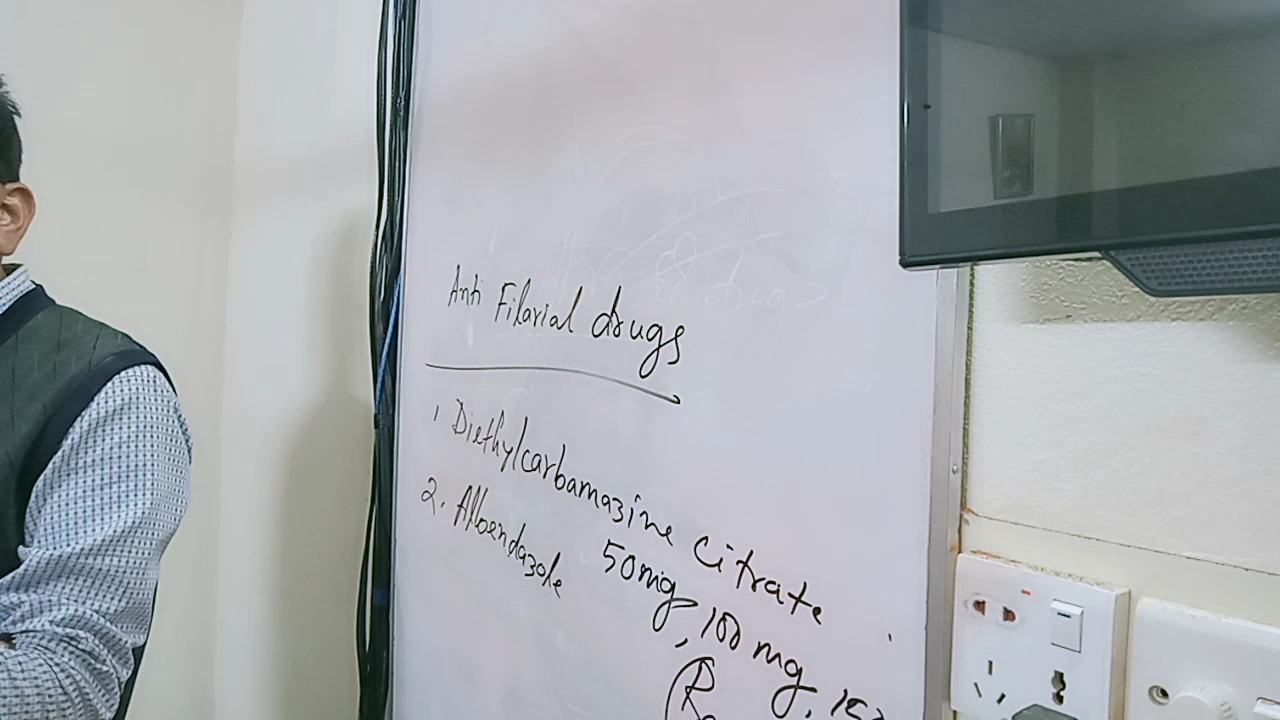 Anti Filarial drugs
1 Diethylcarbamazine Citrate
50mg, 100 mg,
2. Albendazole